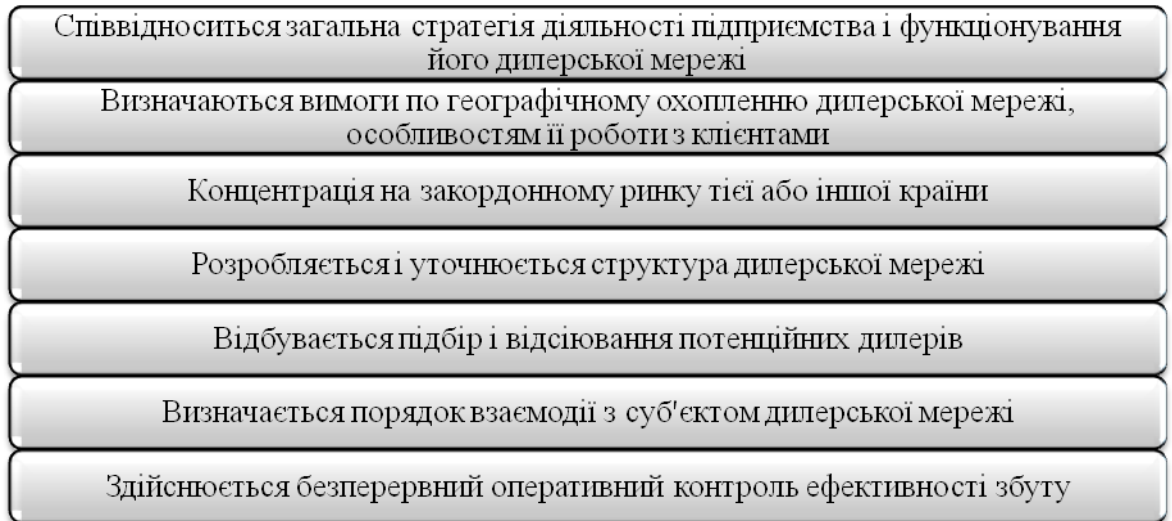 Співвідноситься загальна стратегія діяльності підприємства і функціонування
його дилерської мережі
Визначаються вимоги по географічному охопленню дилерської мережі,
особливостям її роботи з клієнтами
Концентрація на закордонному ринку тієї або іншої країни
Розробляється і уточнюється структура дилерської мережі
Відбувається підбір і відсіювання потенційних дилерів
Визначається порядок взаємодії з суб'єктом дилерської мережі
Здійснюється безперервний оперативний контроль ефективності збуту